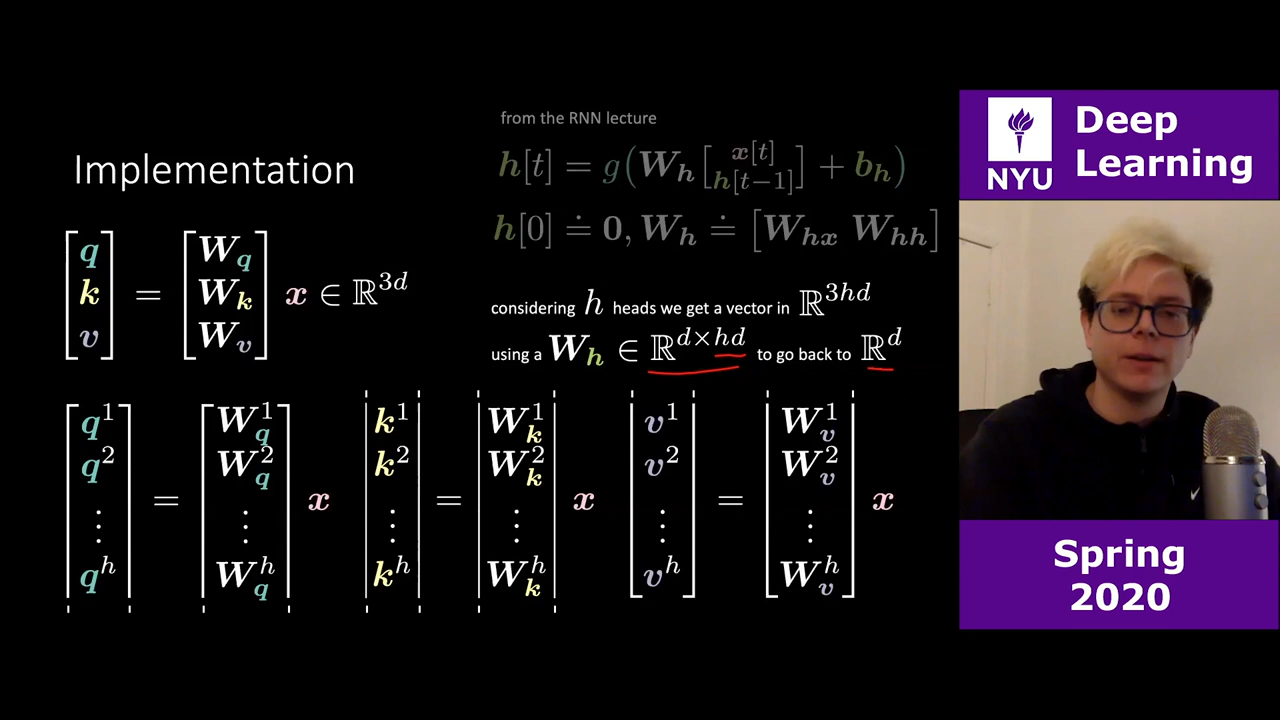 Implementation
from the RNN lecture
h[t] = g(W_h [x[t] h[t−1]] + b_h)
h[0] ≐ 0, W_h ≐ [W_hx W_hh]
[q k v] = [W_q W_k W_v] x ∈ ℝ^3d
considering h heads we get a vector in ℝ^3hd
using a W_h ∈ ℝ^d×hd to go back to ℝ^d
[q^1 q^2 ⋮ q^h] = [W_q^1 W_q^2 ⋮ W_q^h] x
[k^1 k^2 ⋮ k^h] = [W_k^1 W_k^2 ⋮ W_k^h] x
[v^1 v^2 ⋮ v^h] = [W_v^1 W_v^2 ⋮ W_v^h] x
NYU
Deep
Learning
Spring
2020